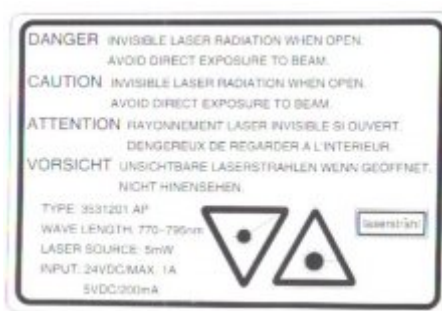 DANGER INVISIBLE LASER RADIATION WHEN OPEN.
AVOID DIRECT EXPOSURE TO BEAM.
CAUTION INVISIBLE LASER RADIATION WHEN OPEN.
AVOID DIRECT EXPOSURE TO BEAM.
ATTENTION RAYONNEMENT LASER INVISIBLE SI OUVERT.
DENGEREUX DE REGARDER A L'INTERIEUR.
VORSICHT UNSICHTBARE LASERSTRAHLEN WENN GEOFFNET.
NICHT HINENSEHEN.
TYPE: 3531201 AP
WAVE LENGTH: 770-795nm
LASER SOURCE: 5mW
INPUT: 24VDC/MAX. 1A
5VDC/200mA
laserstråhl